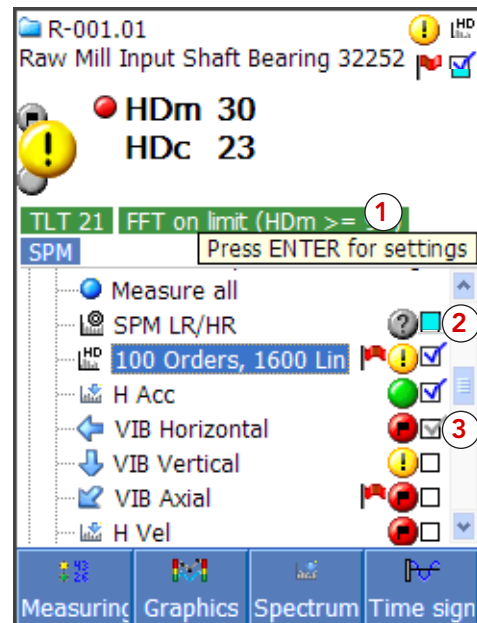 R-001.01
HD
Raw Mill Input Shaft Bearing 32252
HDm 30
HDc 23
TLT 21 FFT on limit (HDm >= 1
SPM
Press ENTER for settings
Measure all
SPM LR/HR 2
HD 100 Orders, 1600 Lin
H Acc
VIB Horizontal 3
VIB Vertical
VIB Axial
H Vel
Measuring Graphics Spectrum Time sign